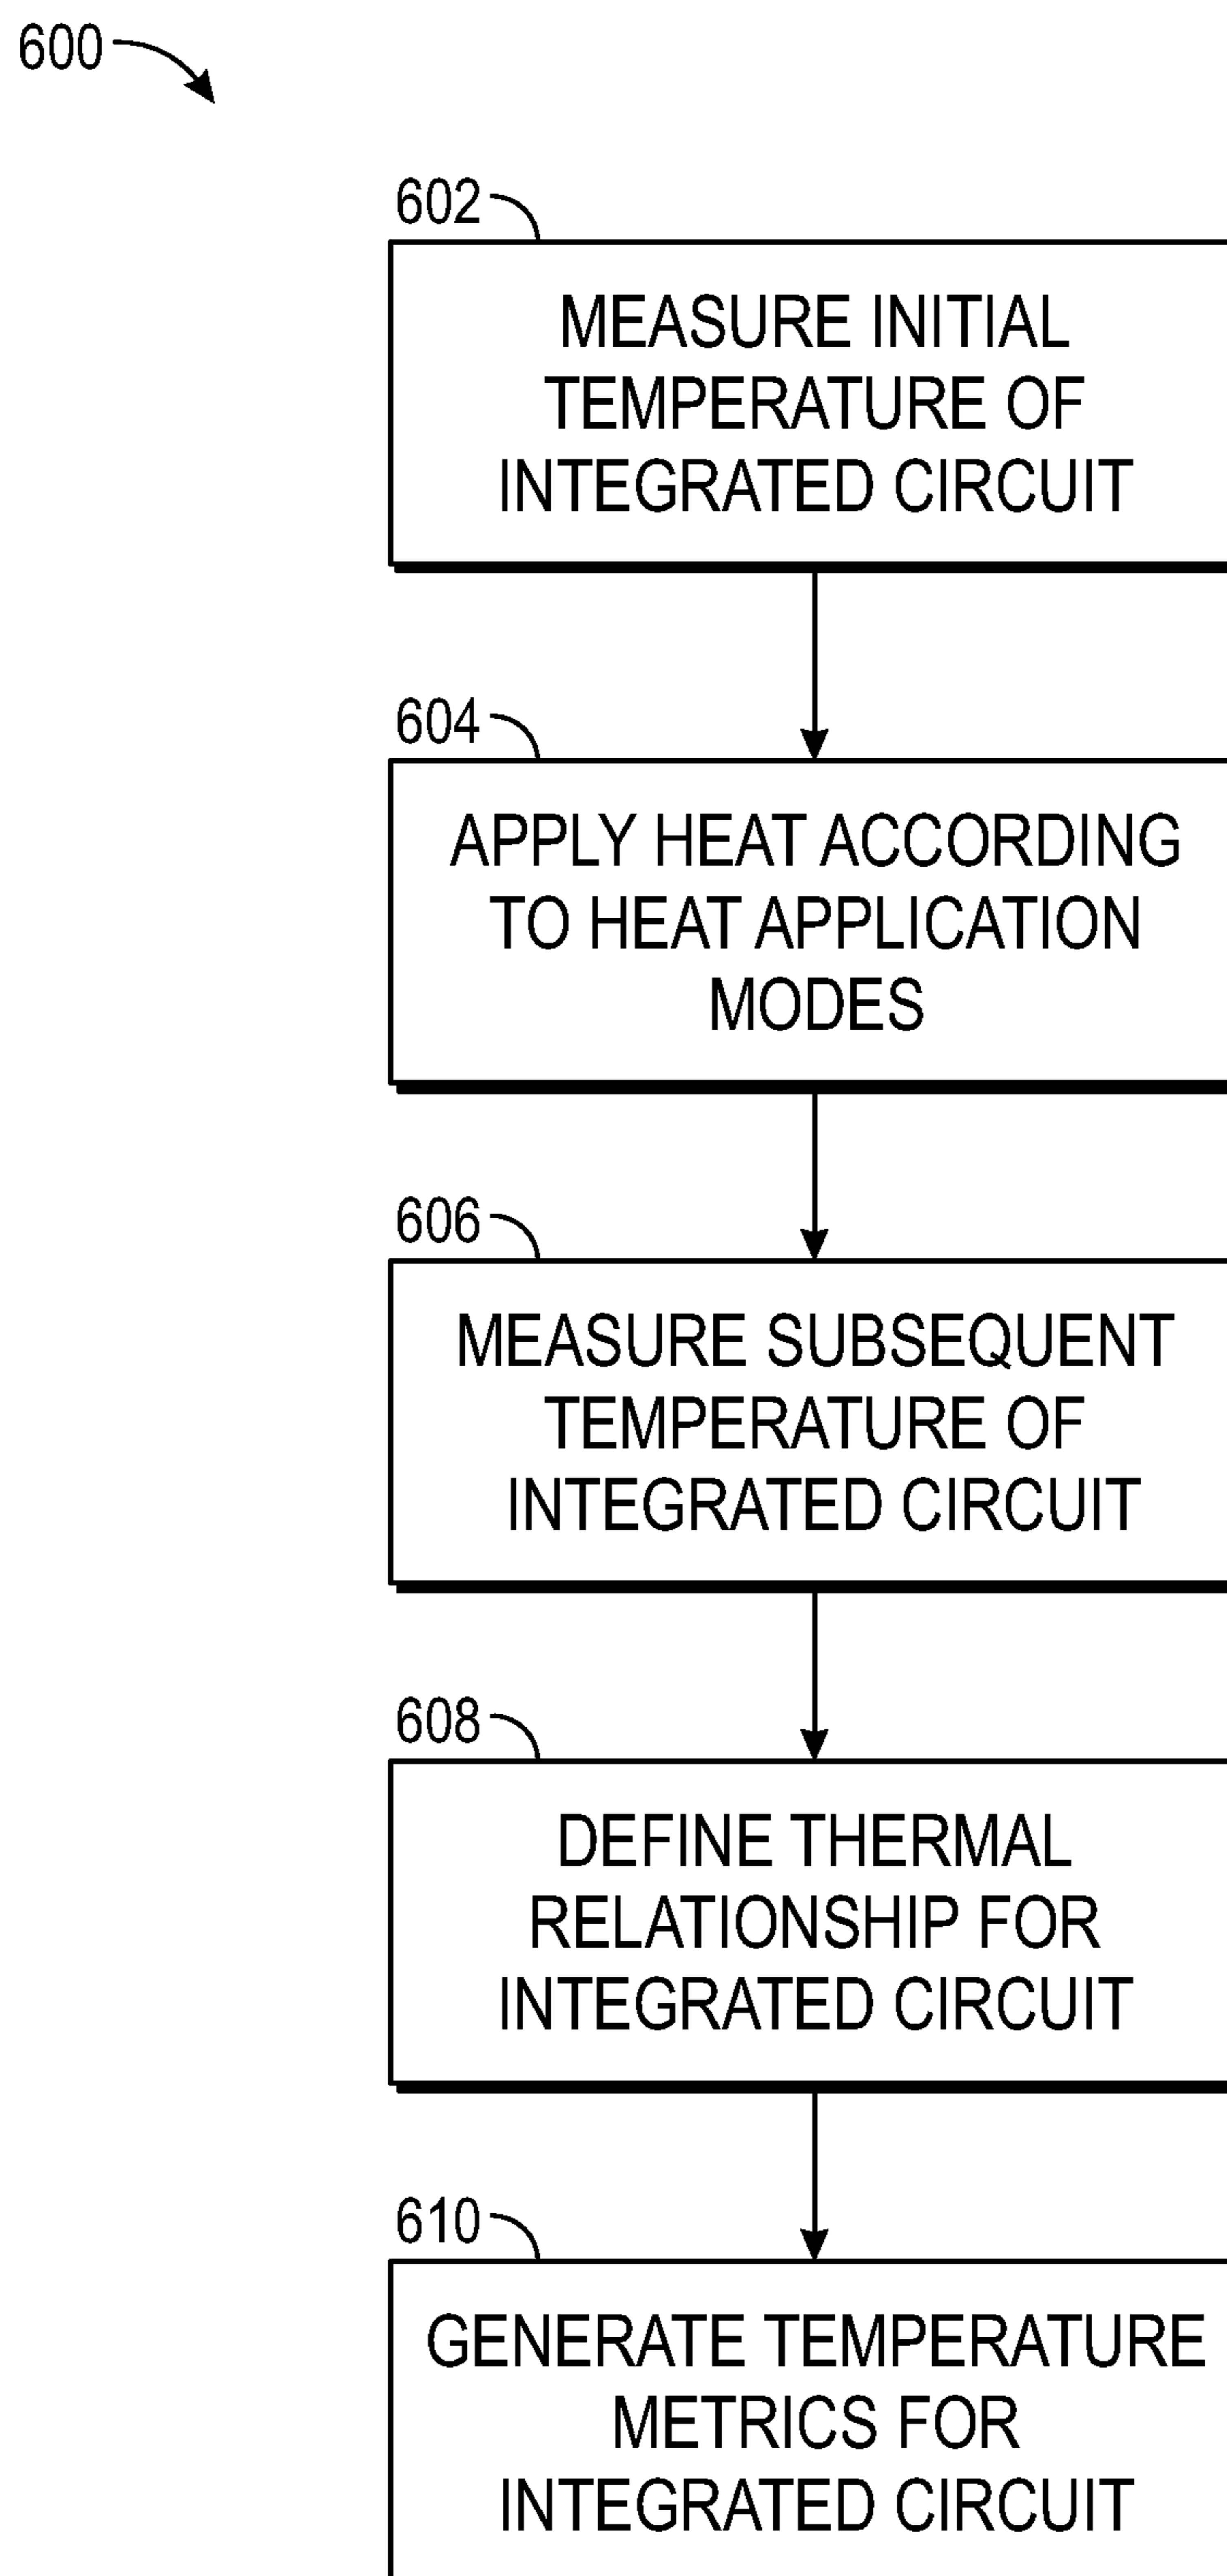 600
602
MEASURE INITIAL
TEMPERATURE OF
INTEGRATED CIRCUIT
604
APPLY HEAT ACCORDING
TO HEAT APPLICATION
MODES
606
MEASURE SUBSEQUENT
TEMPERATURE OF
INTEGRATED CIRCUIT
608
DEFINE THERMAL
RELATIONSHIP FOR
INTEGRATED CIRCUIT
610
GENERATE TEMPERATURE
METRICS FOR
INTEGRATED CIRCUIT